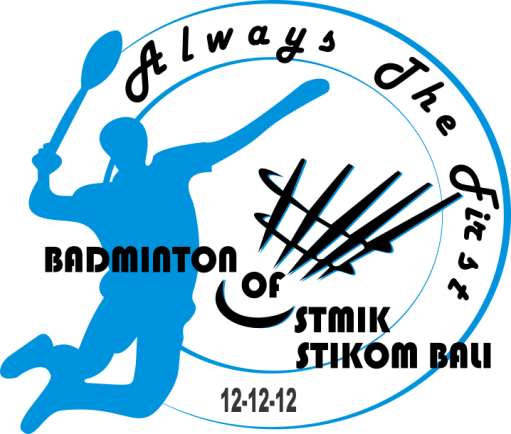 Always The First
BADMINTON
OF
STMIK
STIKOM BALI
12-12-12